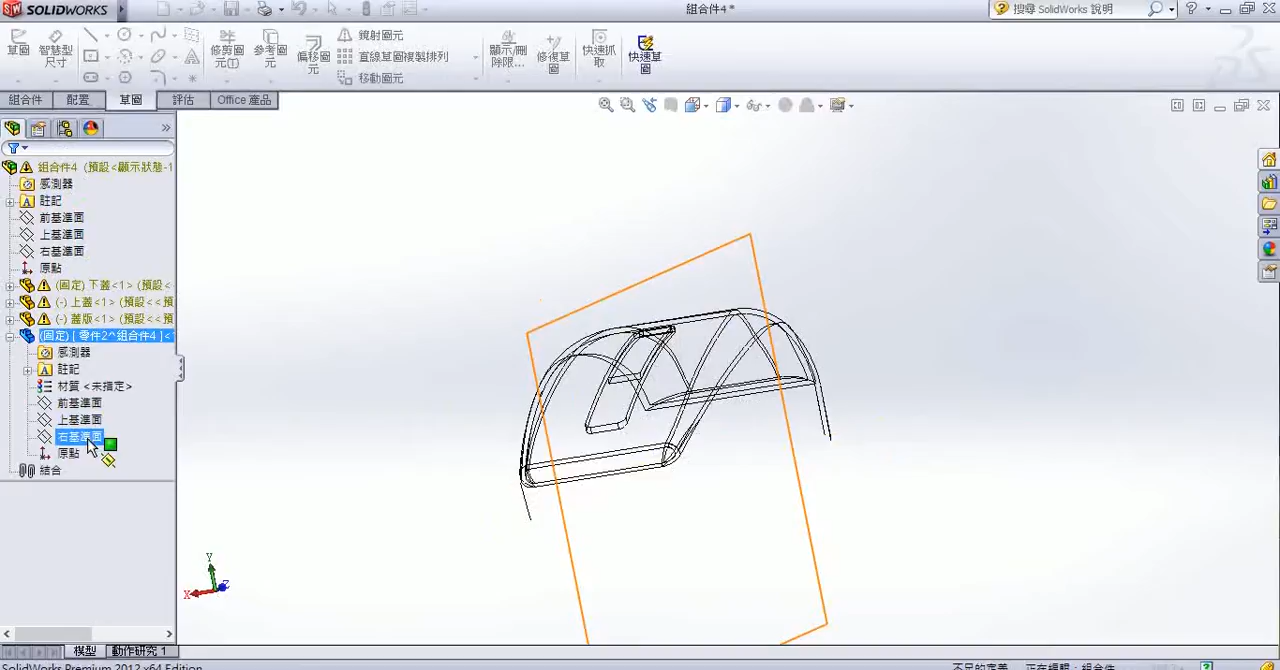 SOLIDWORKS
組合件4 *
搜尋 SolidWorks 說明
草圖
智慧型尺寸
修剪圖元(T)
參考圖元
偏移圖元
鏡射圖元
直線草圖複製排列
移動圖元
顯示/刪除限...
修復草圖
快速抓取
快速草圖
組合件 配置 草圖 評估 Office 產品
組合件4 (預設<顯示狀態-1
感測器
註記
前基準面
上基準面
右基準面
原點
(固定) 下蓋<1> (預設<
(-) 上蓋<1> (預設<<預
(-) 蓋版<1> (預設<<預
(固定) [ 零件2^組合件4 ]<
感測器
註記
材質 <未指定>
前基準面
上基準面
右基準面
原點
結合
Y
X
Z
模型 動作研究 1
SolidWorks Premium 2012 x64 Edition
不足的定義 正在編輯: 組合件